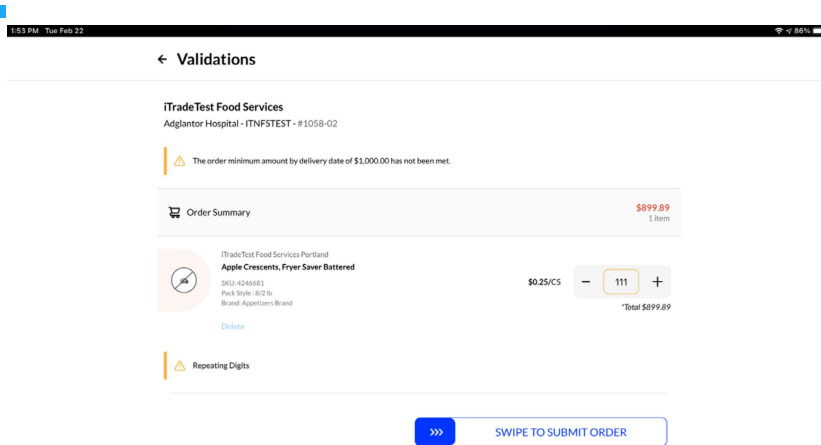 1:53 PM Tue Feb 22
86%
← Validations
iTradeTest Food Services
Adglantor Hospital - ITNFSTEST - #1058-02
The order minimum amount by delivery date of $1,000.00 has not been met.
Order Summary
$899.89
1 item
iTradeTest Food Services Portland
Apple Crescents, Fryer Saver Battered
SKU: 4246681
Pack Style : 8/2 lb
Brand: Appetizers Brand
$0.25/CS
− 111 +
*Total $899.89
Delete
Repeating Digits
>>> SWIPE TO SUBMIT ORDER